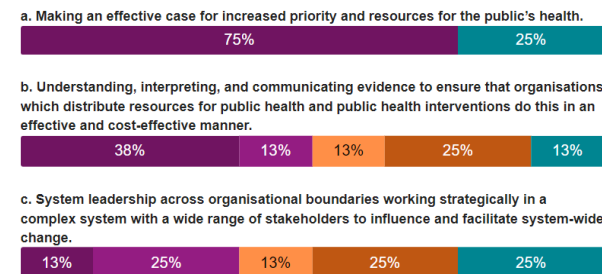 a. Making an effective case for increased priority and resources for the public’s health.
75% 25%
b. Understanding, interpreting, and communicating evidence to ensure that organisations
which distribute resources for public health and public health interventions do this in an
effective and cost-effective manner.
38% 13% 13% 25% 13%
c. System leadership across organisational boundaries working strategically in a
complex system with a wide range of stakeholders to influence and facilitate system-wide
change.
13% 25% 13% 25% 25%